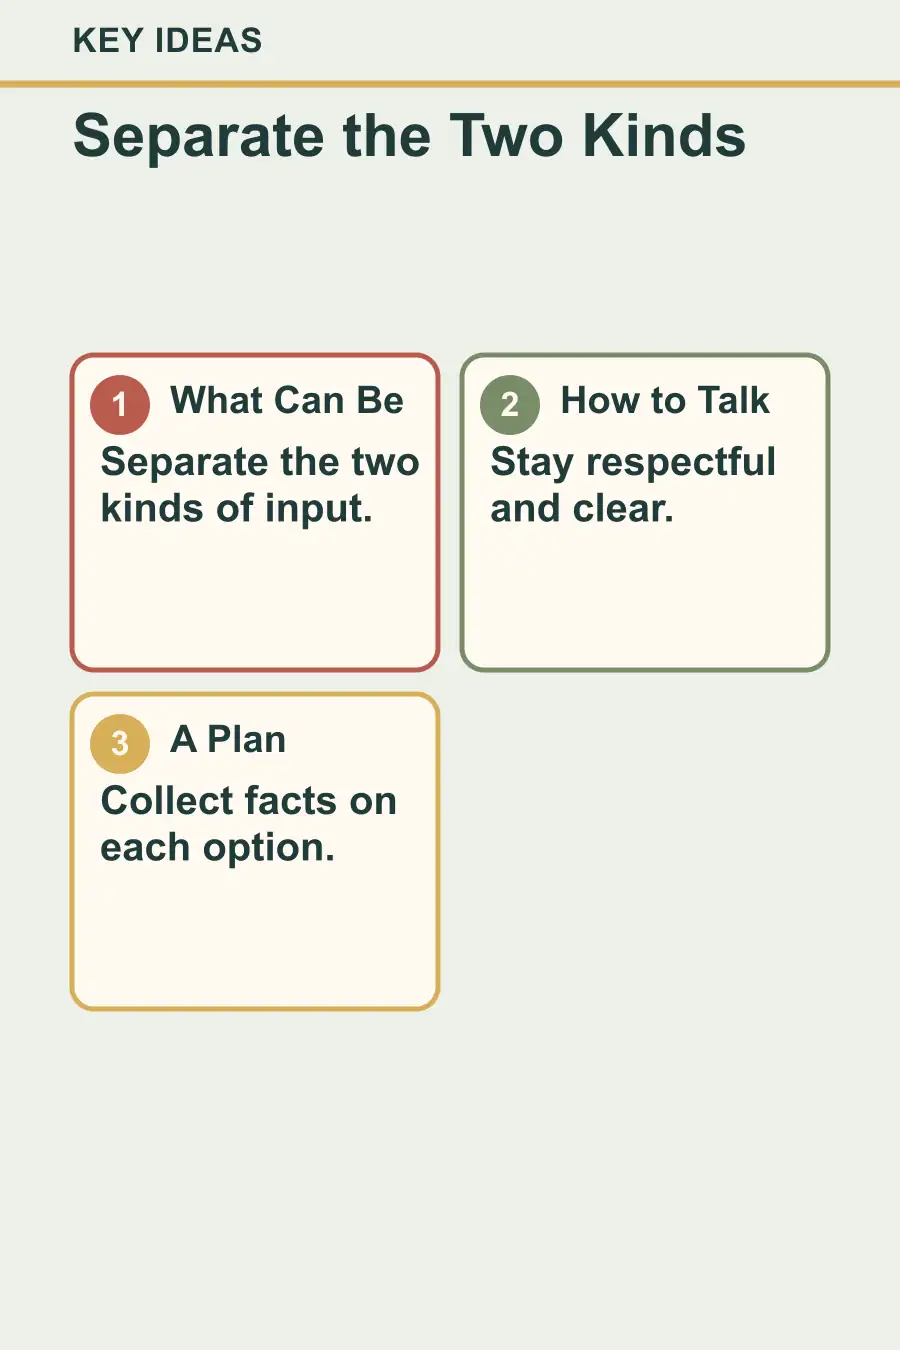 KEY IDEAS
Separate the Two Kinds
1 What Can Be
Separate the two
kinds of input.
2 How to Talk
Stay respectful
and clear.
3 A Plan
Collect facts on
each option.